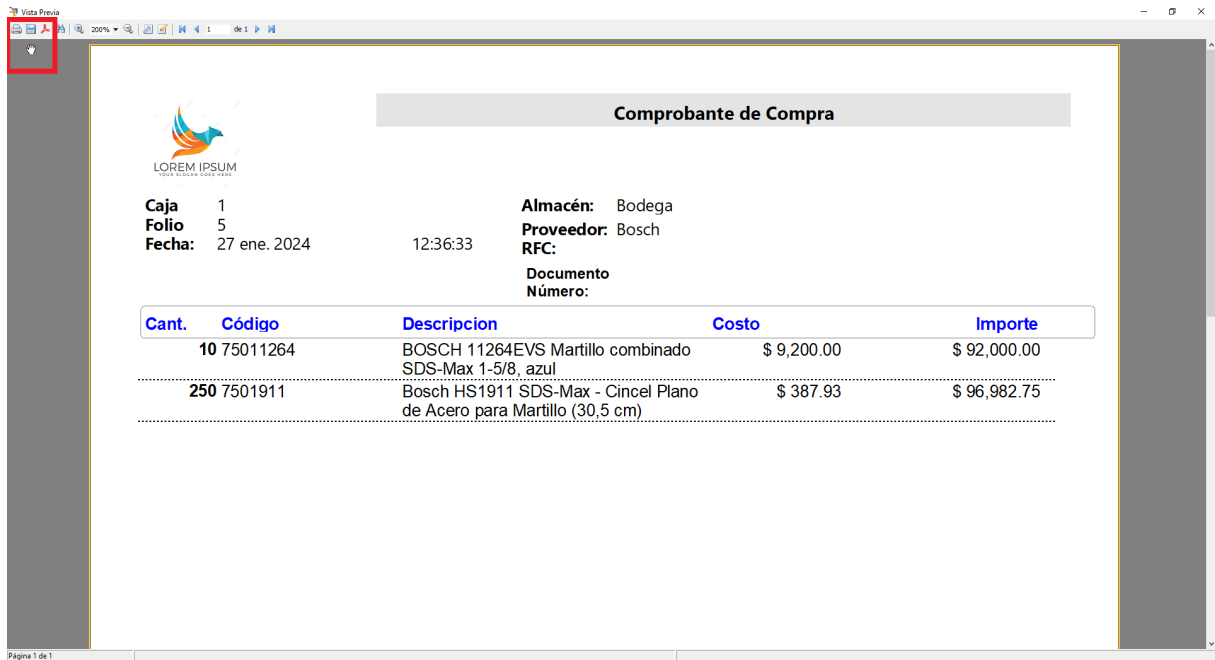 Vista Previa
200% 1 de 1
Comprobante de Compra
LOREM IPSUM
YOUR SLOGAN GOES HERE
Caja 1 Almacén: Bodega
Folio 5 Proveedor: Bosch
Fecha: 27 ene. 2024 12:36:33 RFC:
Documento
Número:
Cant. Código Descripcion Costo Importe
10 75011264 BOSCH 11264EVS Martillo combinado $ 9,200.00 $ 92,000.00
SDS-Max 1-5/8, azul
250 7501911 Bosch HS1911 SDS-Max - Cincel Plano $ 387.93 $ 96,982.75
de Acero para Martillo (30,5 cm)
Página 1 de 1